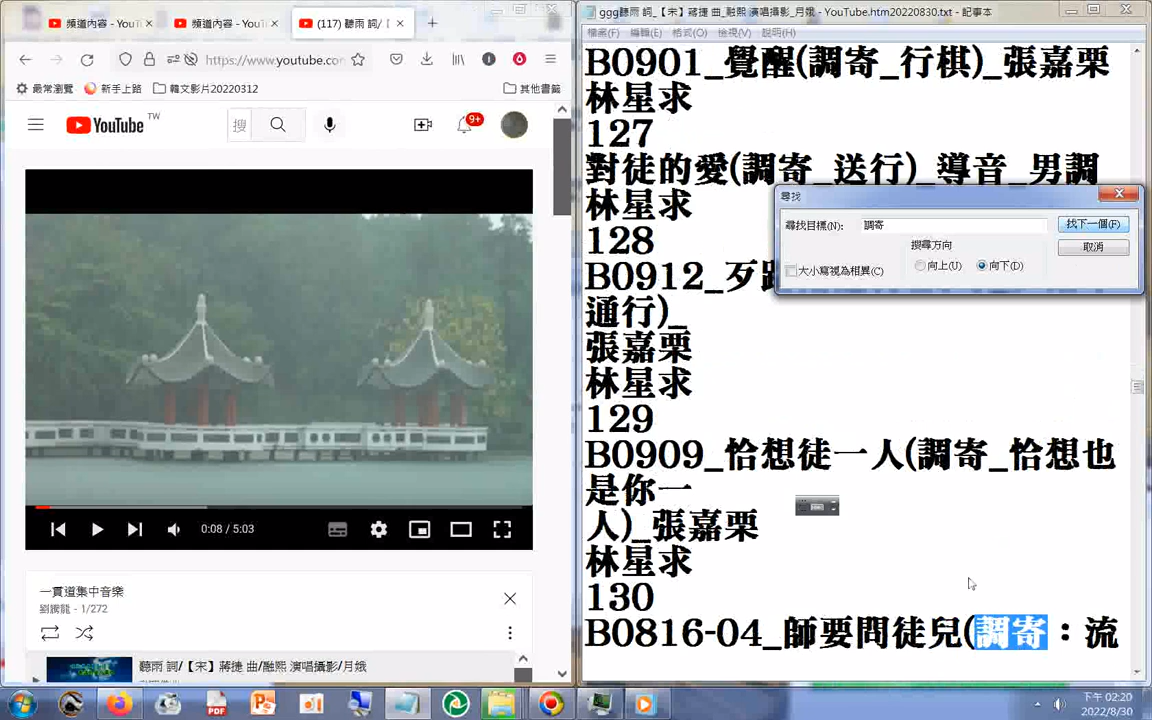 頻道內容 - YouTu
頻道內容 - YouTu
(117) 聽雨 詞/【
https://www.youtube.co
最常瀏覽
新手上路
韓文影片20220312
其他書籤
YouTube TW
搜
9+
0:08 / 5:03
一貫道集中音樂
劉腕龍 - 1/272
聽雨 詞/【宋】蔣捷 曲/融熙 演唱攝影/月娥
ggg聽雨 詞_【宋】蔣捷 曲_融熙 演唱攝影_月娥 - YouTube.htm20220830.txt - 記事本
檔案(F) 編輯(E) 格式(O) 檢視(V) 說明(H)
B0901_覺醒(調寄_行棋)_張嘉栗
林星求
127
對徒的愛(調寄_送行)_導音_男調
林星求
128
B0912_歹
通行)_
張嘉栗
林星求
129
B0909_恰想徒一人(調寄_恰想也
是你一
人)_張嘉栗
林星求
130
B0816-04_師要問徒兒(調寄：流
尋找
尋找目標(N): 調寄
找下一個(F)
取消
搜尋方向
向上(U) 向下(D)
大小寫視為相異(C)
PDF
下午 02:20
2022/8/30